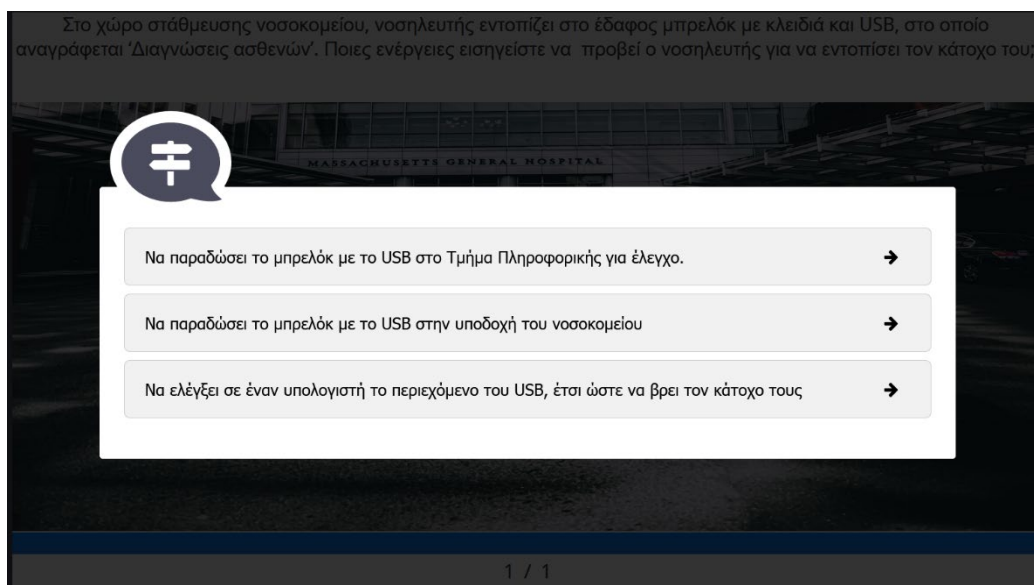 Στο χώρο στάθμευσης νοσοκομείου, νοσηλευτής εντοπίζει στο έδαφος μπρελόκ με κλειδιά και USB, στο οποίο
αναγράφεται ‘Διαγνώσεις ασθενών’. Ποιες ενέργειες εισηγείστε να προβεί ο νοσηλευτής για να εντοπίσει τον κάτοχο του;
MASSACHUSETTS GENERAL HOSPITAL
Να παραδώσει το μπρελόκ με το USB στο Τμήμα Πληροφορικής για έλεγχο.
Να παραδώσει το μπρελόκ με το USB στην υποδοχή του νοσοκομείου
Να ελέγξει σε έναν υπολογιστή το περιεχόμενο του USB, έτσι ώστε να βρει τον κάτοχο τους
1 / 1